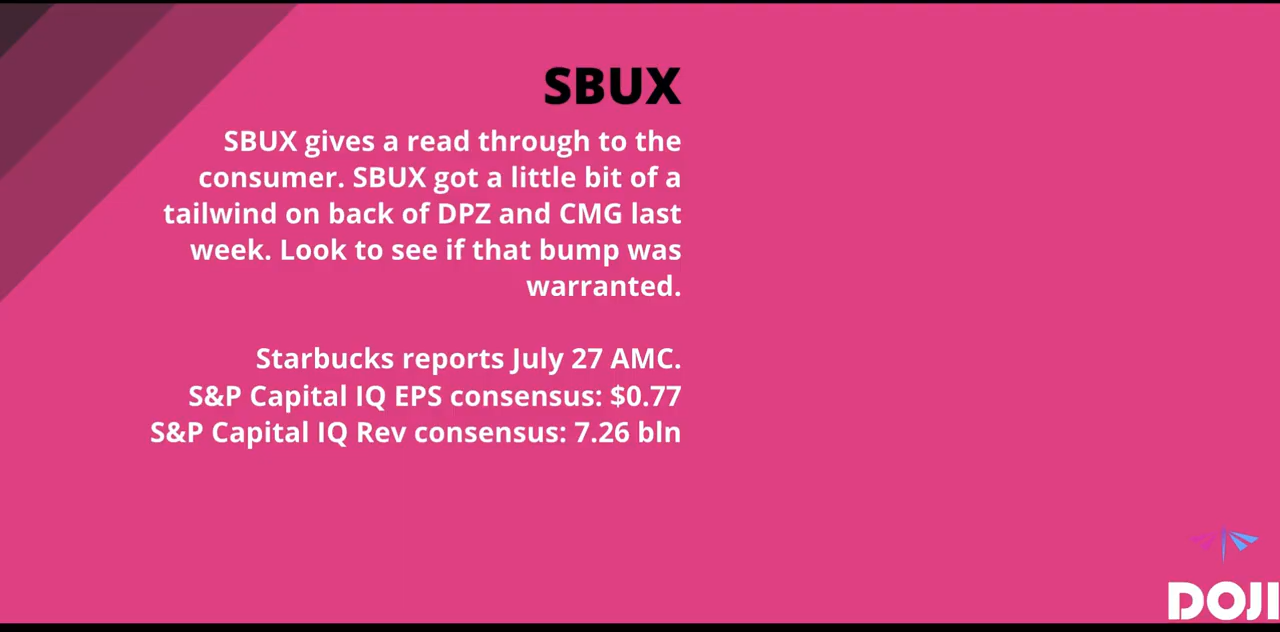 SBUX
SBUX gives a read through to the
consumer. SBUX got a little bit of a
tailwind on back of DPZ and CMG last
week. Look to see if that bump was
warranted.
Starbucks reports July 27 AMC.
S&P Capital IQ EPS consensus: $0.77
S&P Capital IQ Rev consensus: 7.26 bln
DOJI